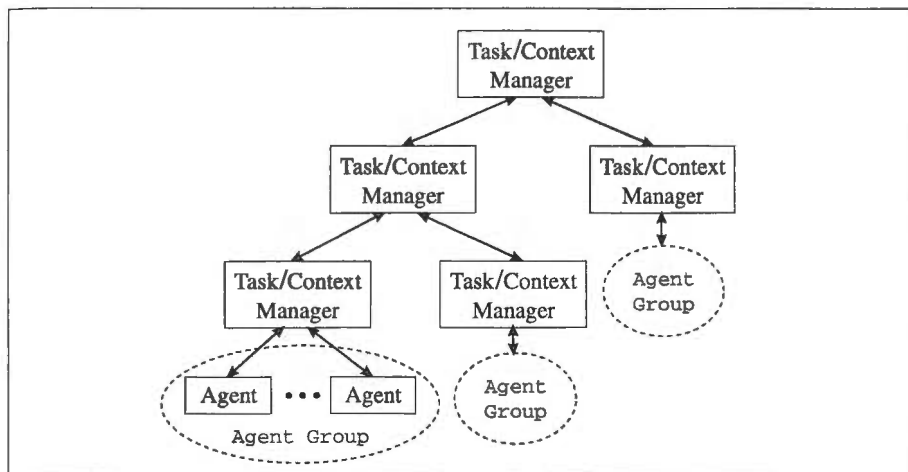 Task/Context
Manager
Task/Context
Manager
Task/Context
Manager
Task/Context
Manager
Task/Context
Manager
Agent
Group
Agent
Agent
Agent Group
Agent
Group